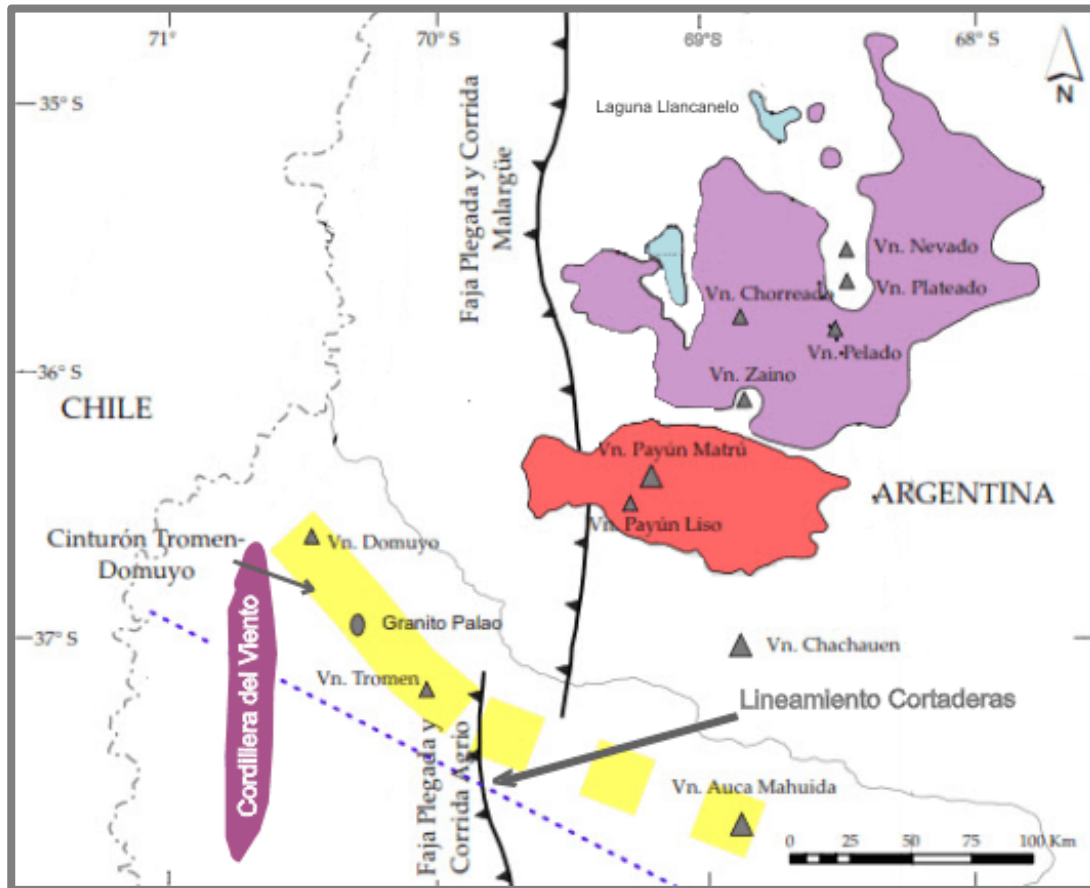 71°
70° S
69°S
68° S
35° S
Laguna Llancanelo
N
Faja Plegada y Corrida
Malargüe
Vn. Nevado
Vn. Plateado
Vn. Chorreado
Vn. Pelado
36° S
Vn. Zaino
CHILE
Vn. Payún Matrú
ARGENTINA
Vn. Payún Liso
Cinturón Tromen-
Domuyo
Vn. Domuyo
Granito Palao
37° S
Vn. Chachauen
Cordillera del Viento
Vn. Tromen
Lineamiento Cortaderas
Faja Plegada y
Corrida Agrio
Vn. Auca Mahuida
0 25 50 75 100 Km